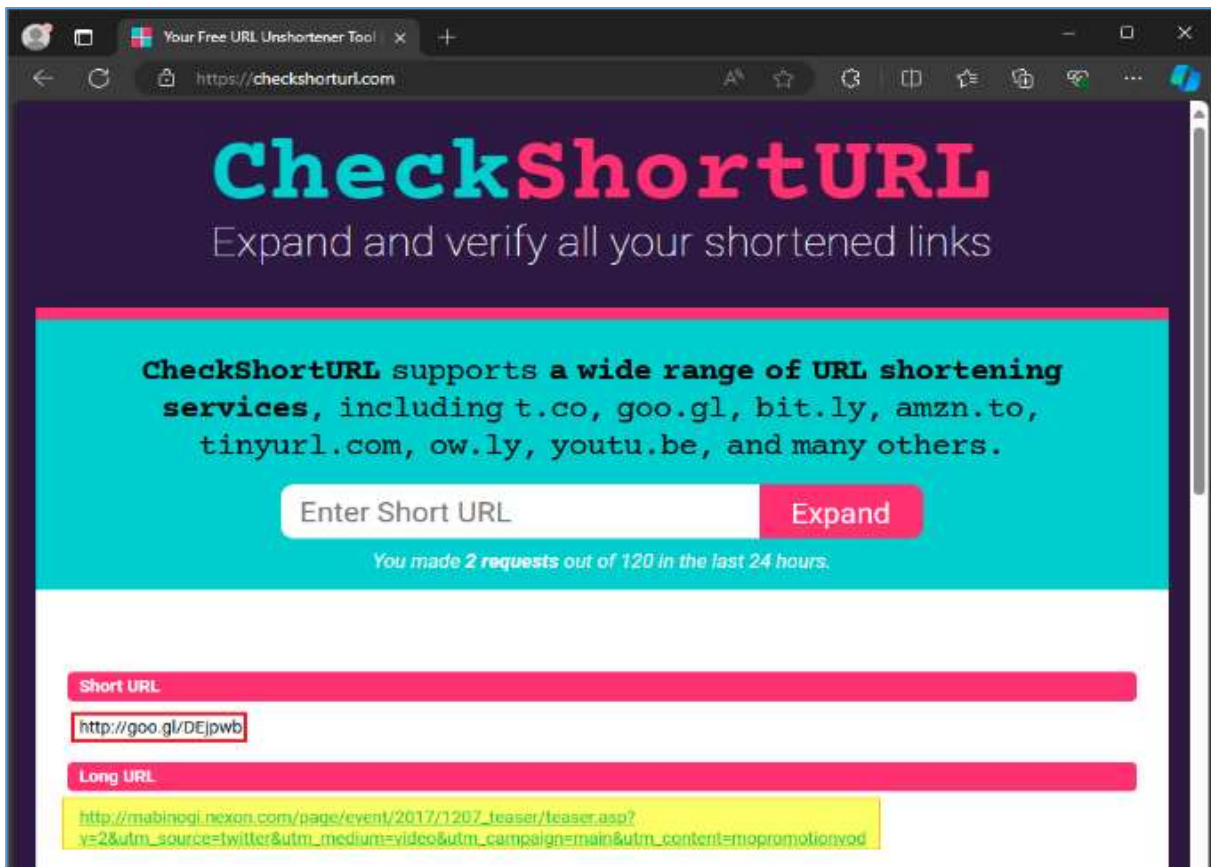 Your Free URL Unshortener Tool
https://checkshorturl.com
CheckShortURL
Expand and verify all your shortened links
CheckShortURL supports a wide range of URL shortening
services, including t.co, goo.gl, bit.ly, amzn.to,
tinyurl.com, ow.ly, youtu.be, and many others.
Enter Short URL
Expand
You made 2 requests out of 120 in the last 24 hours.
Short URL
http://goo.gl/DEjpwb
Long URL
http://mabinogi.nexon.com/page/event/2017/1207_teaser/teaser.asp?
v=2&utm_source=twitter&utm_medium=video&utm_campaign=main&utm_content=mopromotionvod